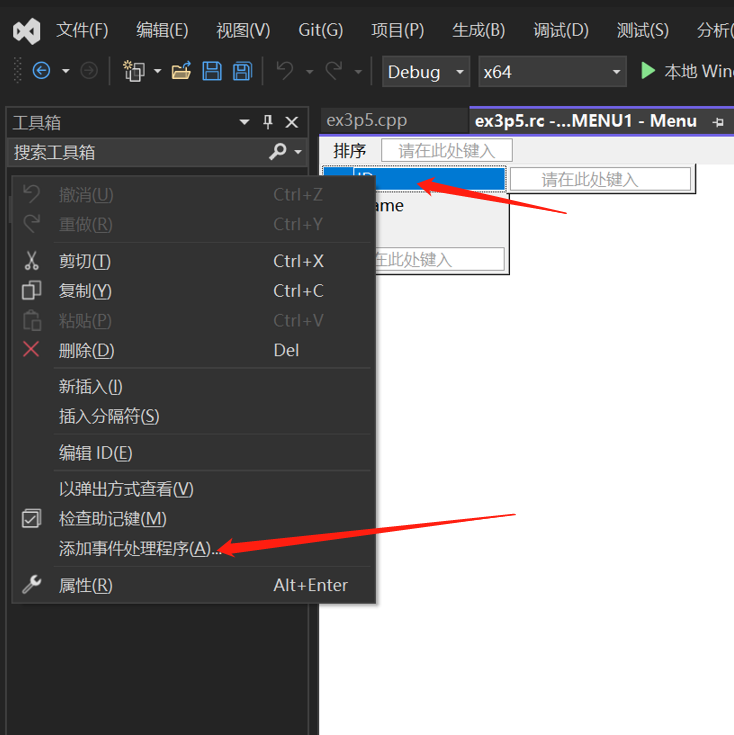 文件(F) 编辑(E) 视图(V) Git(G) 项目(P) 生成(B) 调试(D) 测试(S) 分析(
Debug x64 本地 Win
工具箱
搜索工具箱
ex3p5.cpp ex3p5.rc -...MENU1 - Menu
排序 请在此处键入
ID 请在此处键入
ame
在此处键入
撤消(U) Ctrl+Z
重做(R) Ctrl+Y
剪切(T) Ctrl+X
复制(Y) Ctrl+C
粘贴(P) Ctrl+V
删除(D) Del
新插入(I)
插入分隔符(S)
编辑 ID(E)
以弹出方式查看(V)
检查助记键(M)
添加事件处理程序(A)...
属性(R) Alt+Enter